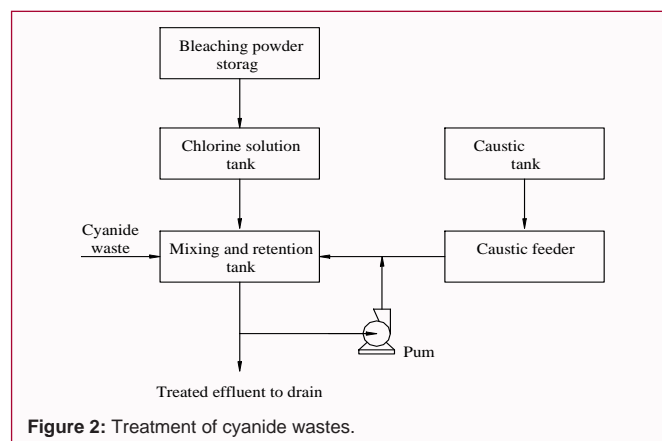 Bleaching powder
storag
Chlorine solution
tank
Caustic
tank
Cyanide
waste
Mixing and retention
tank
Caustic feeder
Pum
Treated effluent to drain
Figure 2: Treatment of cyanide wastes.